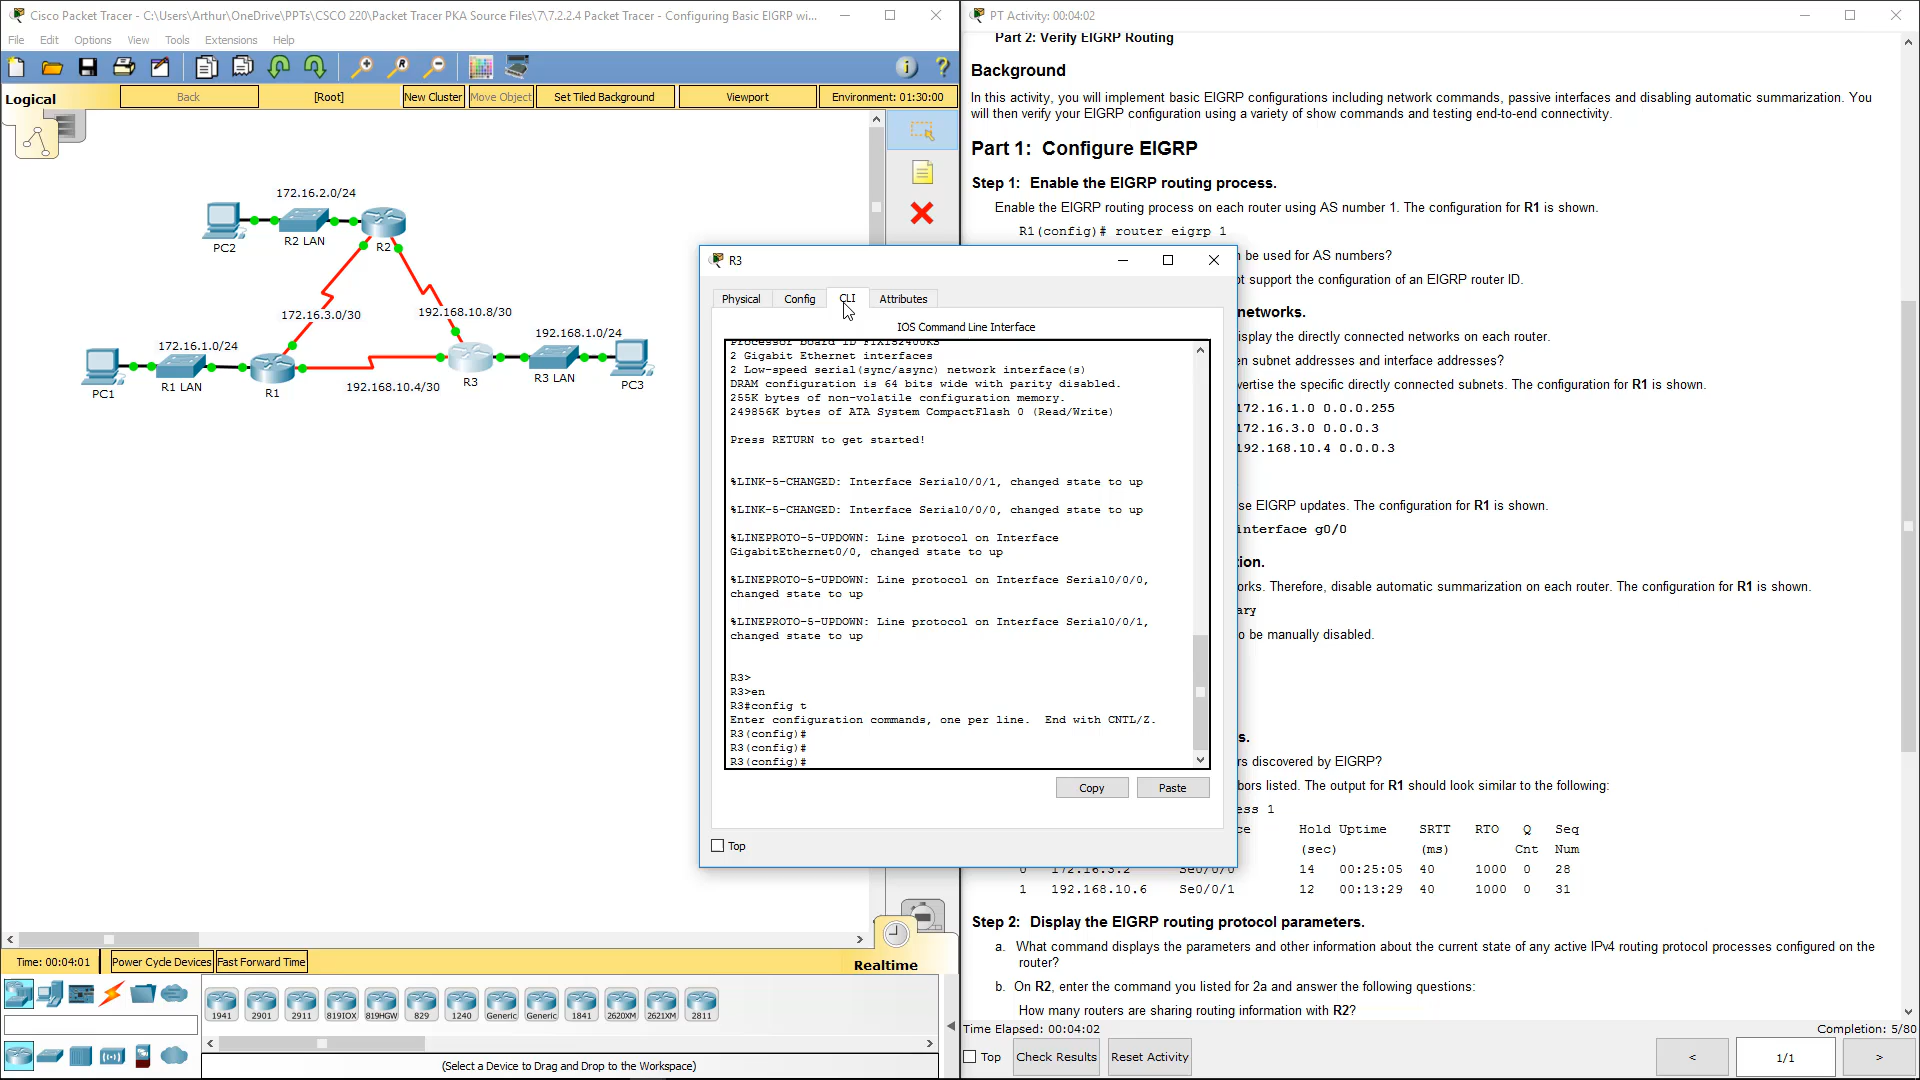 Cisco Packet Tracer - C:\Users\Arthur\OneDrive\PPTs\CSCO 220\Packet Tracer PKA Source Files\7\7.2.2.4 Packet Tracer - Configuring Basic EIGRP wi...
File Edit Options View Tools Extensions Help
Logical
Back
[Root]
New Cluster
Move Object
Set Tiled Background
Viewport
Environment: 01:30:00
172.16.2.0/24
PC2
R2 LAN
R2
172.16.3.0/30
192.168.10.8/30
172.16.1.0/24
192.168.1.0/24
PC1
R1 LAN
R1
192.168.10.4/30
R3
R3 LAN
PC3
Time: 00:04:01
Power Cycle Devices
Fast Forward Time
Realtime
1941 2901 2911 819IOX 819HGW 829 1240 Generic Generic 1841 2620XM 2621XM 2811
(Select a Device to Drag and Drop to the Workspace)
R3
Physical Config CLI Attributes
IOS Command Line Interface
2 Gigabit Ethernet interfaces
2 Low-speed serial(sync/async) network interface(s)
DRAM configuration is 64 bits wide with parity disabled.
255K bytes of non-volatile configuration memory.
249856K bytes of ATA System CompactFlash 0 (Read/Write)
Press RETURN to get started!
%LINK-5-CHANGED: Interface Serial0/0/1, changed state to up
%LINK-5-CHANGED: Interface Serial0/0/0, changed state to up
%LINEPROTO-5-UPDOWN: Line protocol on Interface
GigabitEthernet0/0, changed state to up
%LINEPROTO-5-UPDOWN: Line protocol on Interface Serial0/0/0,
changed state to up
%LINEPROTO-5-UPDOWN: Line protocol on Interface Serial0/0/1,
changed state to up
R3>
R3>en
R3#config t
Enter configuration commands, one per line. End with CNTL/Z.
R3(config)#
R3(config)#
R3(config)#
Copy
Paste
Top
PT Activity: 00:04:02
Part 2: Verify EIGRP Routing
Background
In this activity, you will implement basic EIGRP configurations including network commands, passive interfaces and disabling automatic summarization. You
will then verify your EIGRP configuration using a variety of show commands and testing end-to-end connectivity.
Part 1: Configure EIGRP
Step 1: Enable the EIGRP routing process.
Enable the EIGRP routing process on each router using AS number 1. The configuration for R1 is shown.
R1(config)# router eigrp 1
be used for AS numbers?
ot support the configuration of an EIGRP router ID.
networks.
isplay the directly connected networks on each router.
en subnet addresses and interface addresses?
vertise the specific directly connected subnets. The configuration for R1 is shown.
172.16.1.0 0.0.0.255
172.16.3.0 0.0.0.3
192.168.10.4 0.0.0.3
se EIGRP updates. The configuration for R1 is shown.
interface g0/0
ion.
orks. Therefore, disable automatic summarization on each router. The configuration for R1 is shown.
ary
o be manually disabled.
s.
rs discovered by EIGRP?
bors listed. The output for R1 should look similar to the following:
ess 1
ce Hold Uptime SRTT RTO Q Seq
(sec) (ms) Cnt Num
0 172.16.3.2 Se0/0/0 14 00:25:05 40 1000 0 28
1 192.168.10.6 Se0/0/1 12 00:13:29 40 1000 0 31
Step 2: Display the EIGRP routing protocol parameters.
a. What command displays the parameters and other information about the current state of any active IPv4 routing protocol processes configured on the
router?
b. On R2, enter the command you listed for 2a and answer the following questions:
How many routers are sharing routing information with R2?
Time Elapsed: 00:04:02
Completion: 5/80
Top
Check Results
Reset Activity
<
1/1
>